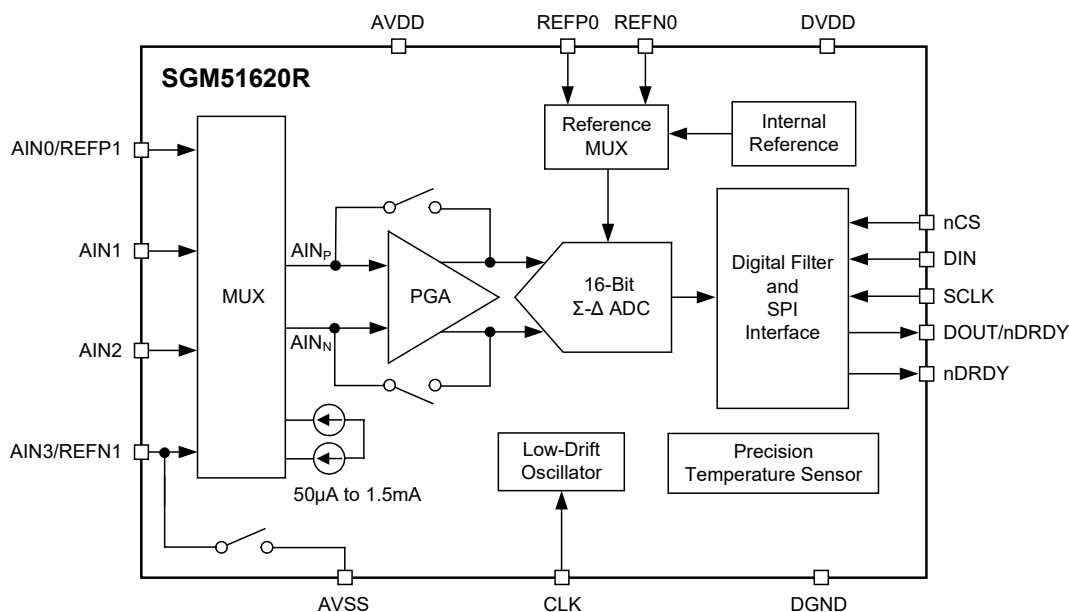 AVDD
REFP0
REFN0
DVDD
SGM51620R
AIN0/REFP1
AIN1
AIN2
AIN3/REFN1
MUX
AINP
AINN
PGA
50μA to 1.5mA
Reference
MUX
Internal
Reference
16-Bit
Σ-Δ ADC
Digital Filter
and
SPI
Interface
nCS
DIN
SCLK
DOUT/nDRDY
nDRDY
Low-Drift
Oscillator
Precision
Temperature Sensor
AVSS
CLK
DGND